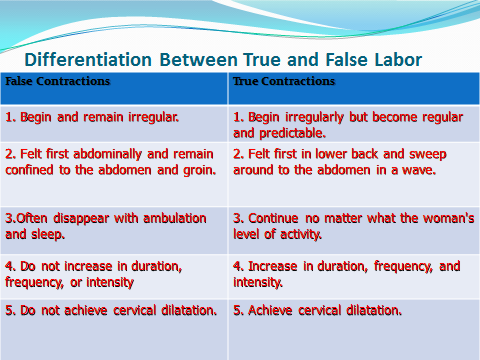 Differentiation Between True and False Labor
False Contractions
True Contractions
1. Begin and remain irregular.
1. Begin irregularly but become regular
and predictable.
2. Felt first abdominally and remain
confined to the abdomen and groin.
2. Felt first in lower back and sweep
around to the abdomen in a wave.
3.Often disappear with ambulation
and sleep.
3. Continue no matter what the woman's
level of activity.
4. Do not increase in duration,
frequency, or intensity
4. Increase in duration, frequency, and
intensity.
5. Do not achieve cervical dilatation.
5. Achieve cervical dilatation.